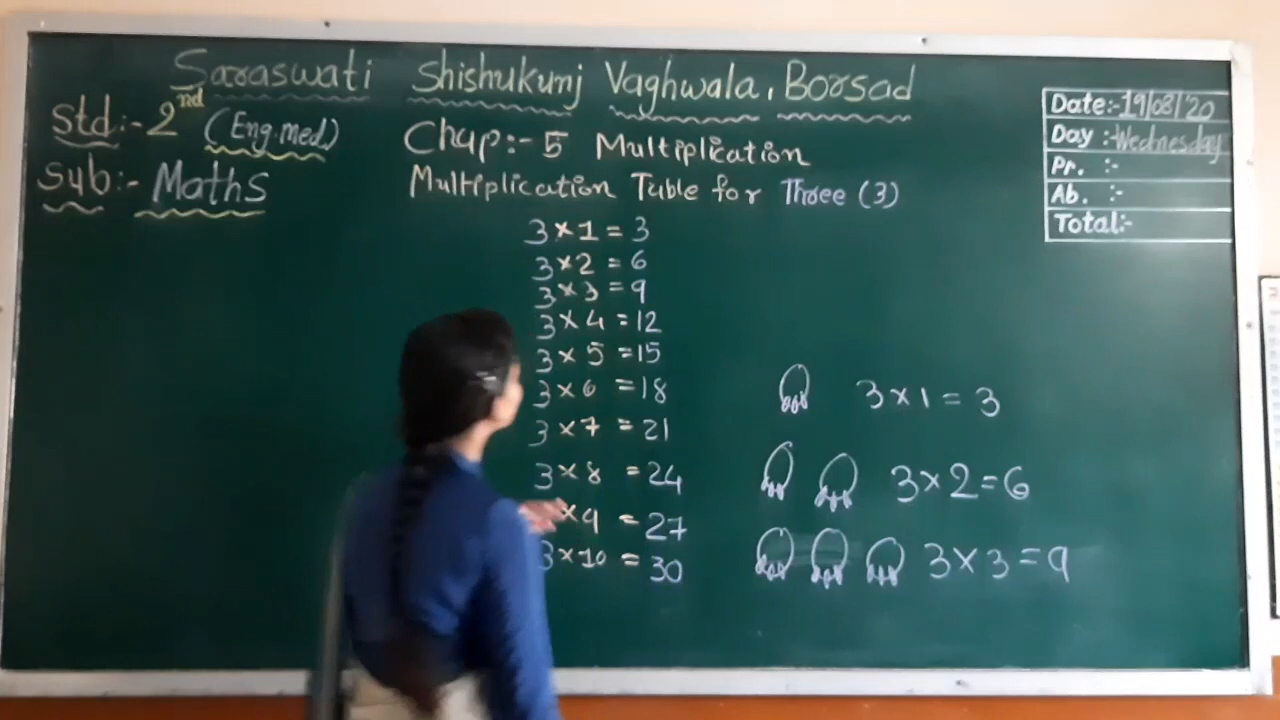 Saraswati Shishukunj Vaghwala, Borsad
Std:- 2nd (Eng.med)
Sub:- Maths
Chap:- 5 Multiplication
Multiplication Table for Three (3)
Date:- 19/08/20
Day :- Wednesday
Pr. :-
Ab. :-
Total:-
3 × 1 = 3
3 × 2 = 6
3 × 3 = 9
3 × 4 = 12
3 × 5 = 15
3 × 6 = 18
3 × 7 = 21
3 × 8 = 24
× 9 = 27
3 × 10 = 30
3 × 1 = 3
3 × 2 = 6
3 × 3 = 9